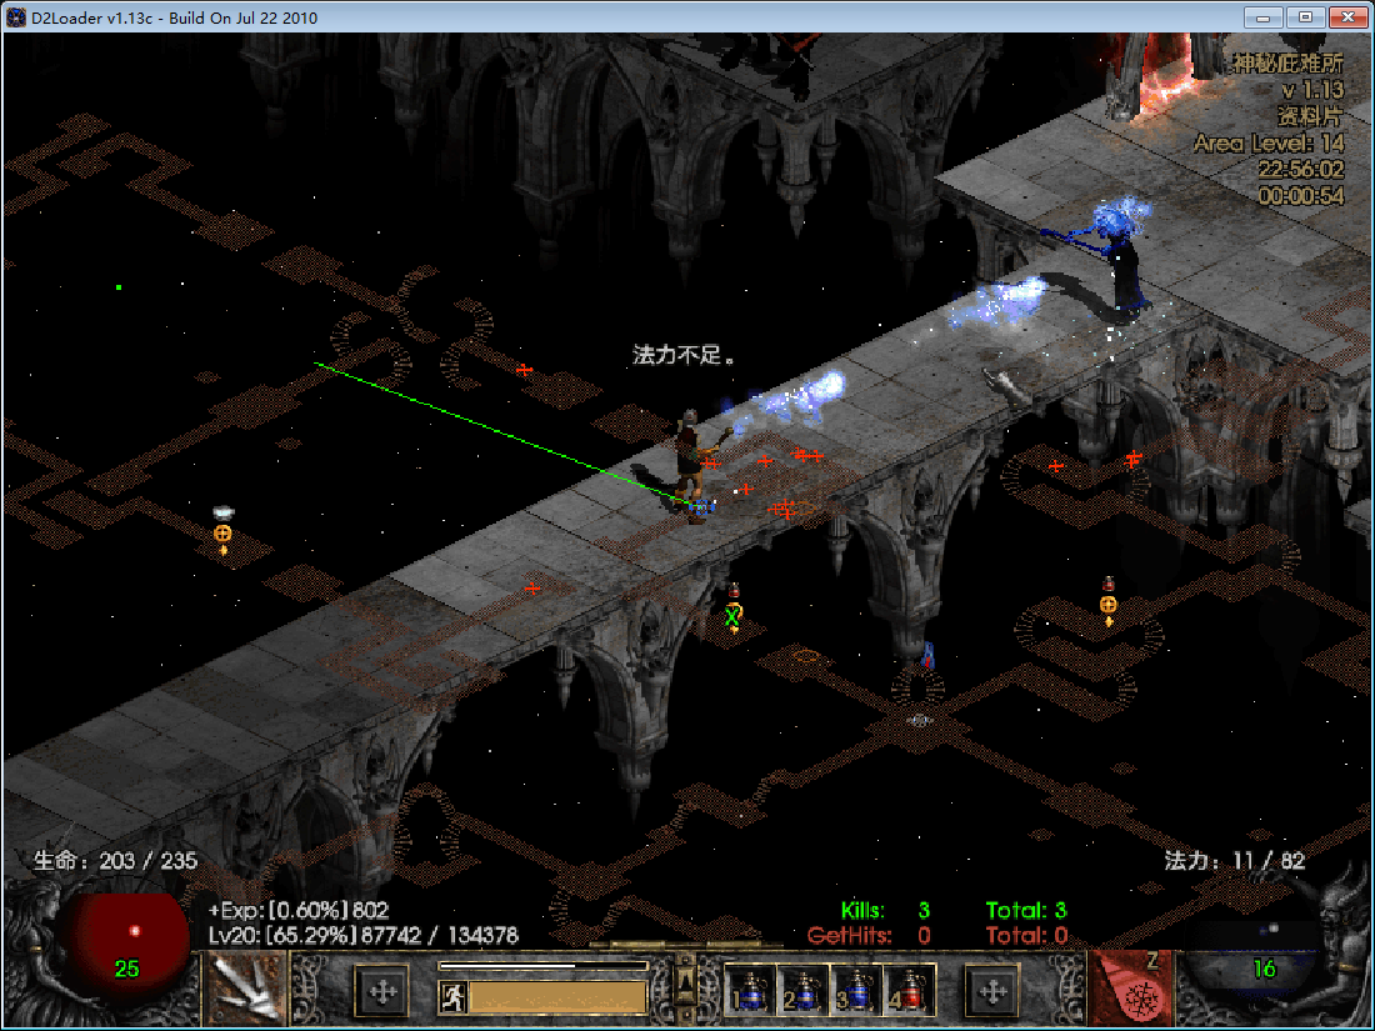 D2Loader v1.13c - Build On Jul 22 2010
神秘庇难所
v 1.13
资料片
Area Level: 14
22:56:02
00:00:54
法力不足。
X
生命: 203 / 235
法力: 11 / 82
+Exp:[0.60%]802
Kills: 3 Total: 3
Lv20:[65.29%]87742 / 134378
GetHits: 0 Total: 0
25
1 2 3 4
Z
16